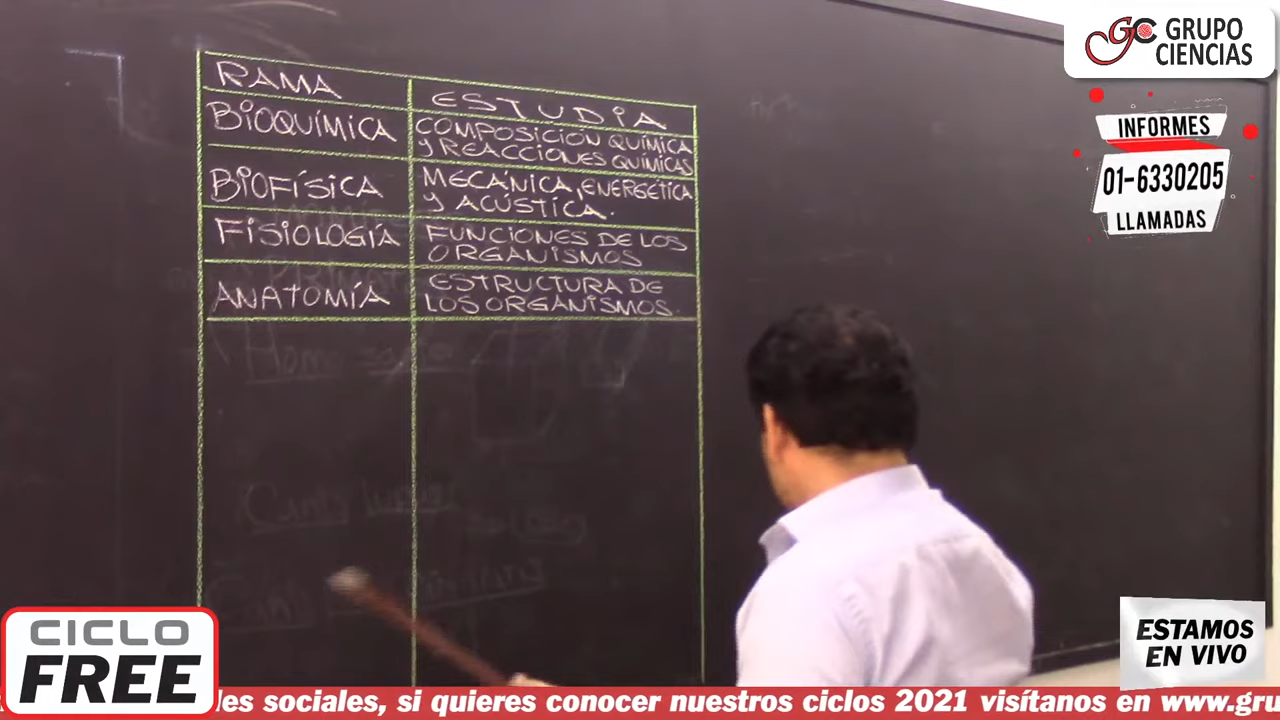 RAMA
ESTUDIA
BIOQUÍMICA
COMPOSICIÓN QUÍMICA
Y REACCIONES QUÍMICAS
BIOFÍSICA
MECÁNICA, ENERGÉTICA
Y ACÚSTICA.
FISIOLOGÍA
FUNCIONES DE LOS
ORGANISMOS
ANATOMÍA
ESTRUCTURA DE
LOS ORGANISMOS.
GC GRUPO
CIENCIAS
INFORMES
01-6330205
LLAMADAS
CICLO
FREE
ESTAMOS
EN VIVO
les sociales, si quieres conocer nuestros ciclos 2021 visítanos en www.gru